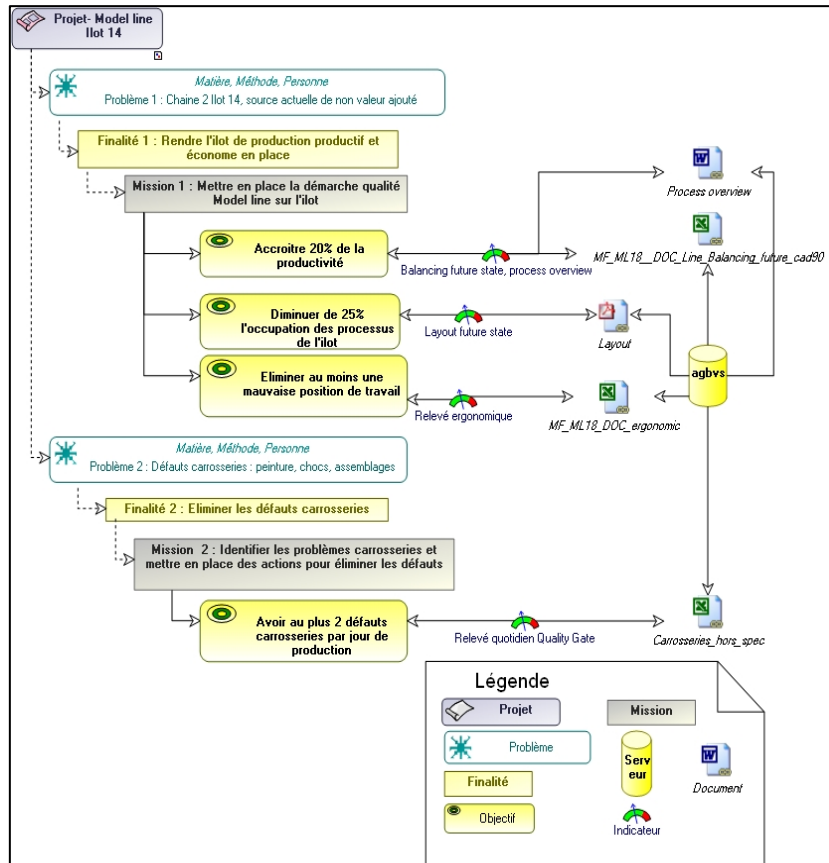 Projet- Model line
Ilot 14
Matière, Méthode, Personne
Problème 1 : Chaine 2 Ilot 14, source actuelle de non valeur ajouté
Finalité 1 : Rendre l'ilot de production productif et
économe en place
Mission 1 : Mettre en place la démarche qualité
Model line sur l'ilot
Process overview
Accroitre 20% de la
productivité
Balancing future state, process overview
MF_ML18__DOC_Line_Balancing_future_cad90
Diminuer de 25%
l'occupation des processus
de l'ilot
Layout future state
Layout
agbvs
Eliminer au moins une
mauvaise position de travail
Relevé ergonomique
MF_ML18_DOC_ergonomic
Matière, Méthode, Personne
Problème 2 : Défauts carrosseries : peinture, chocs, assemblages
Finalité 2 : Eliminer les défauts carrosseries
Mission 2 : Identifier les problèmes carrosseries et
mettre en place des actions pour éliminer les défauts
Avoir au plus 2 défauts
carrosseries par jour de
production
Relevé quotidien Quality Gate
Carrosseries_hors_spec
Légende
Projet
Mission
Problème
Serv
eur
Document
Finalité
Objectif
Indicateur